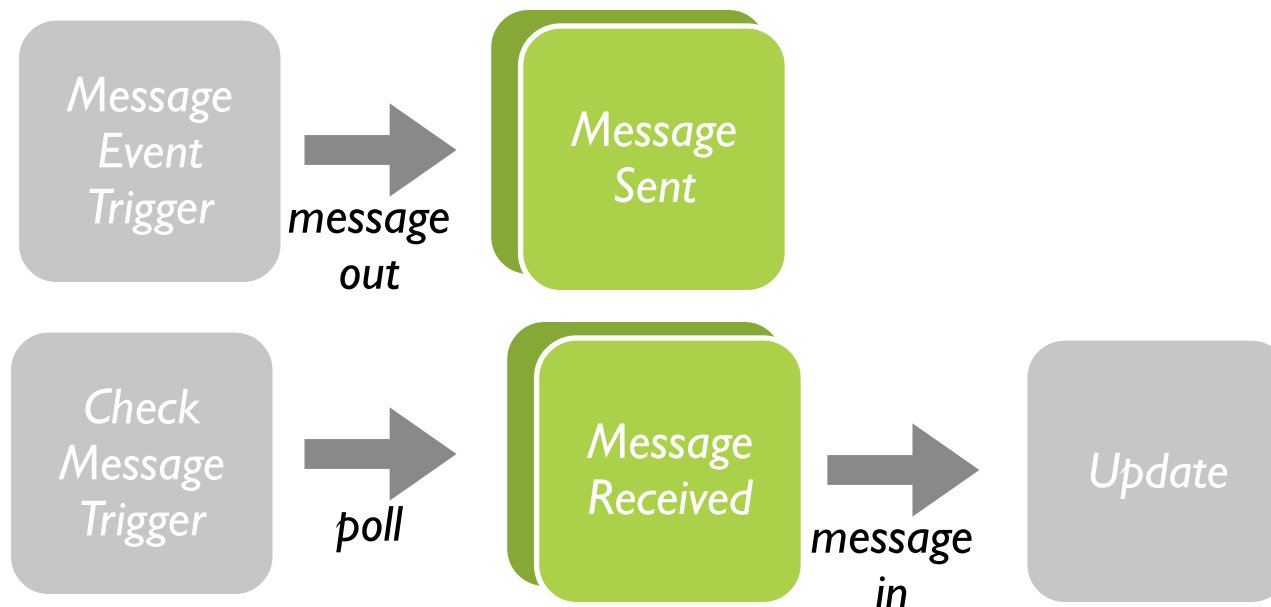 Message
Event
Trigger
message
out
Message
Sent
Check
Message
Trigger
poll
Message
Received
message
in
Update